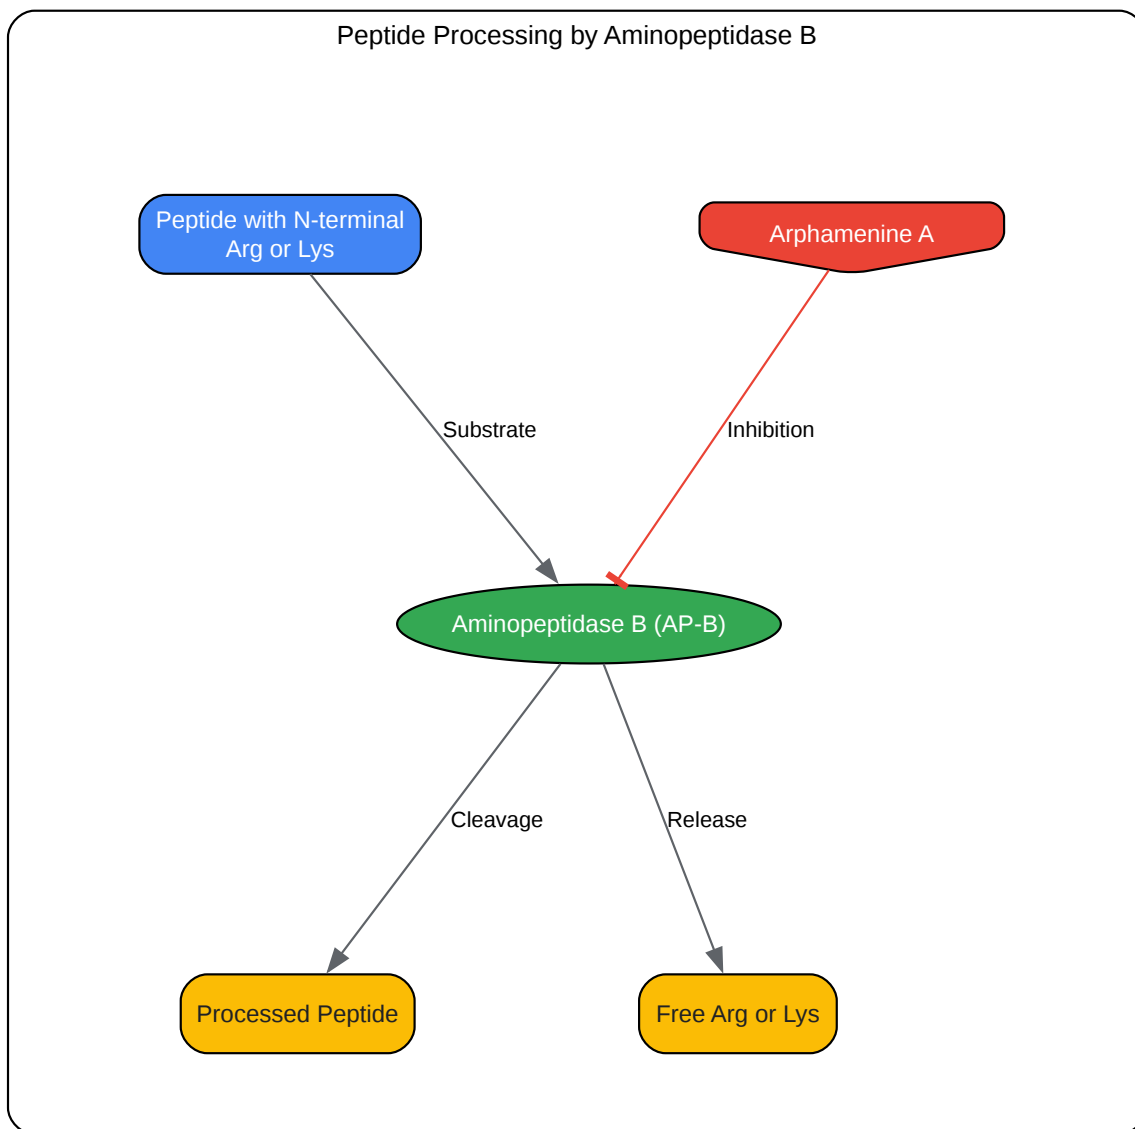 Peptide Processing by Aminopeptidase B
Peptide with N-terminal
Arg or Lys
Arphamenine A
Substrate
Inhibition
Aminopeptidase B (AP-B)
Cleavage
Release
Processed Peptide
Free Arg or Lys